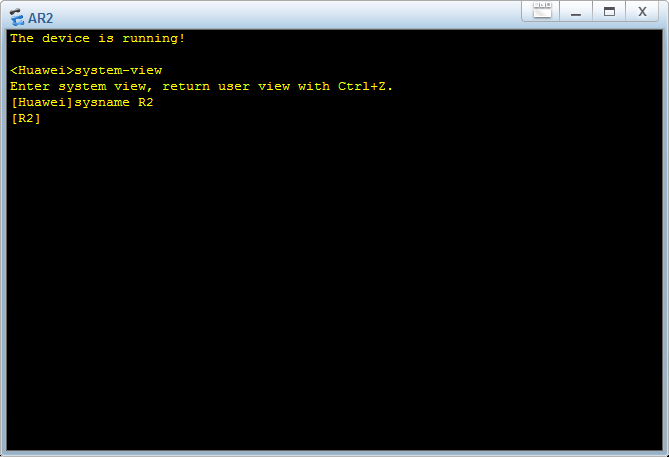 AR2
The device is running!
<Huawei>system-view
Enter system view, return user view with Ctrl+Z.
[Huawei]sysname R2
[R2]